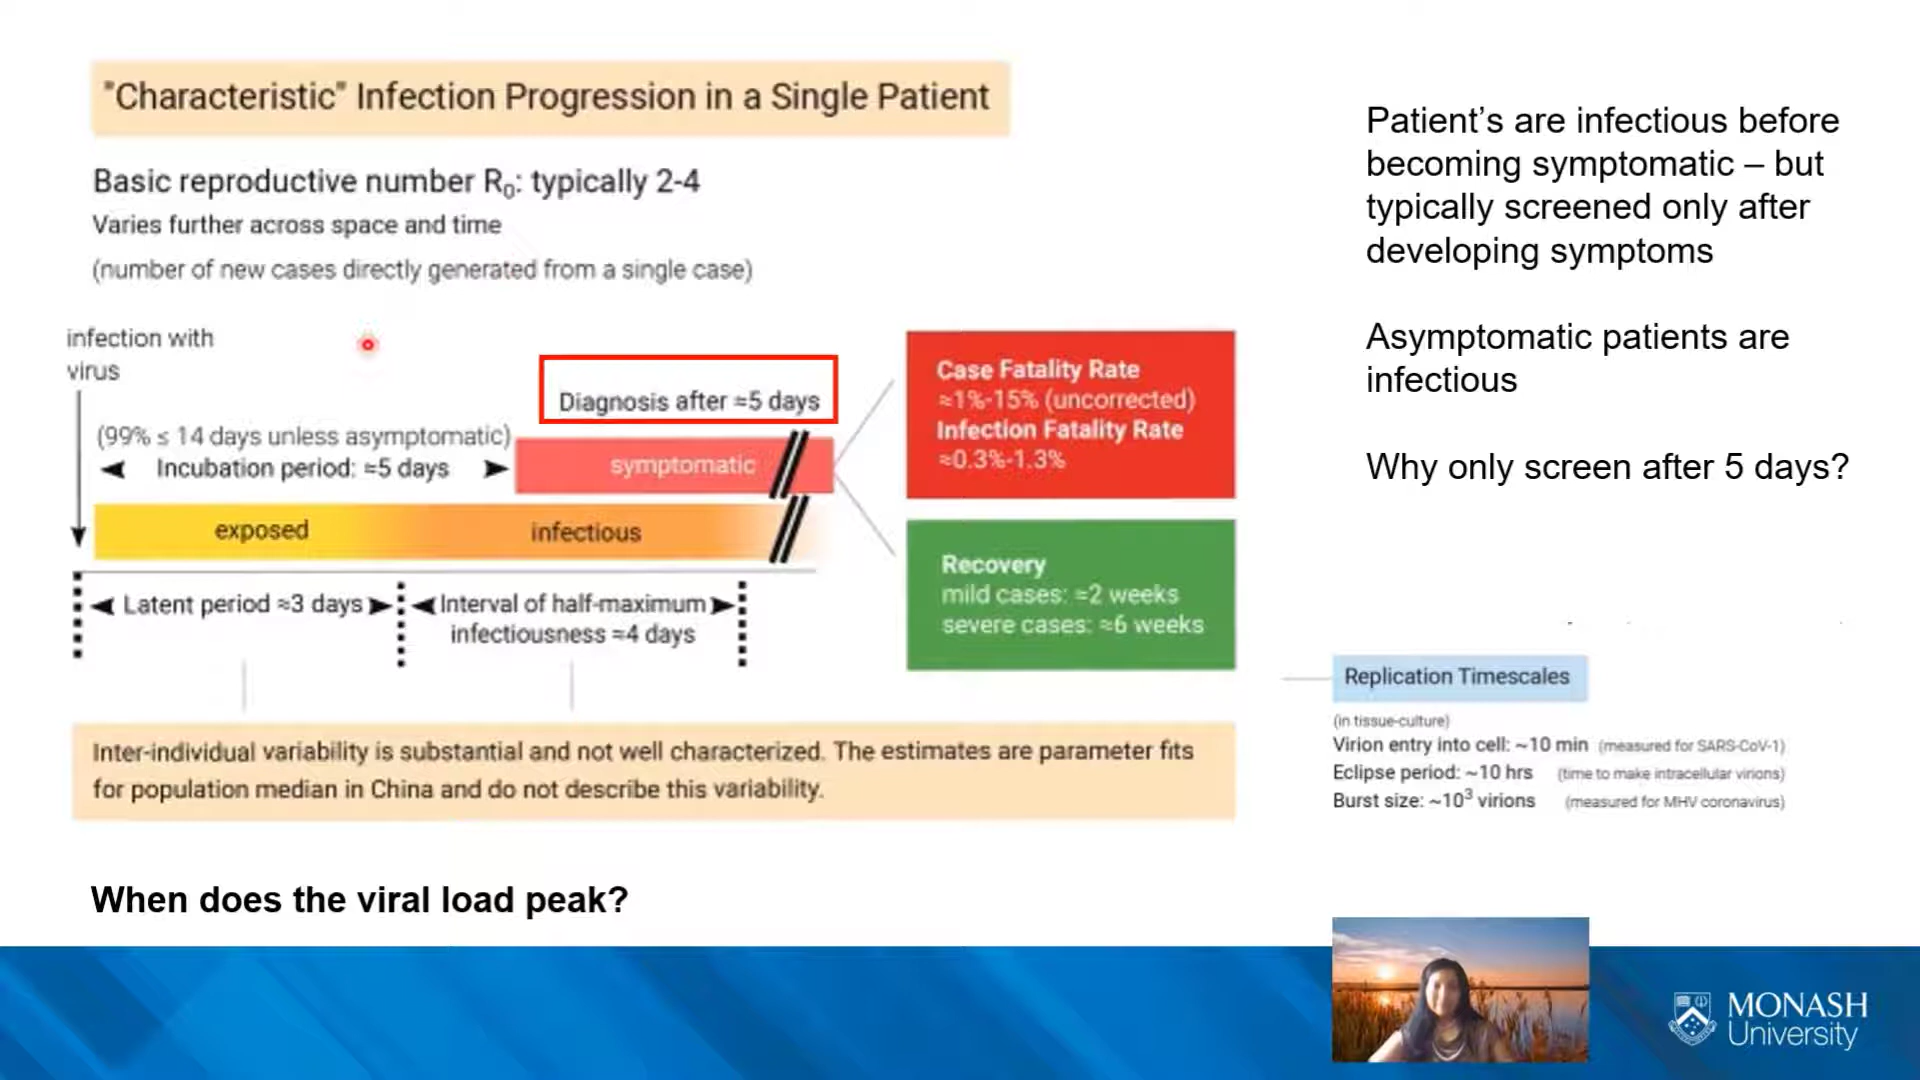 "Characteristic" Infection Progression in a Single Patient
Basic reproductive number R₀: typically 2-4
Varies further across space and time
(number of new cases directly generated from a single case)
infection with
virus
Diagnosis after ≈5 days
(99% ≤ 14 days unless asymptomatic)
Incubation period: ≈5 days
symptomatic
exposed
infectious
Latent period ≈3 days
Interval of half-maximum
infectiousness ≈4 days
Case Fatality Rate
≈1%-15% (uncorrected)
Infection Fatality Rate
≈0.3%-1.3%
Recovery
mild cases: ≈2 weeks
severe cases: ≈6 weeks
Inter-individual variability is substantial and not well characterized. The estimates are parameter fits
for population median in China and do not describe this variability.
When does the viral load peak?
Patient’s are infectious before
becoming symptomatic – but
typically screened only after
developing symptoms
Asymptomatic patients are
infectious
Why only screen after 5 days?
Replication Timescales
(in tissue-culture)
Virion entry into cell: ~10 min (measured for SARS-CoV-1)
Eclipse period: ~10 hrs (time to make intracellular virions)
Burst size: ~10³ virions (measured for MHV coronavirus)
MONASH
University